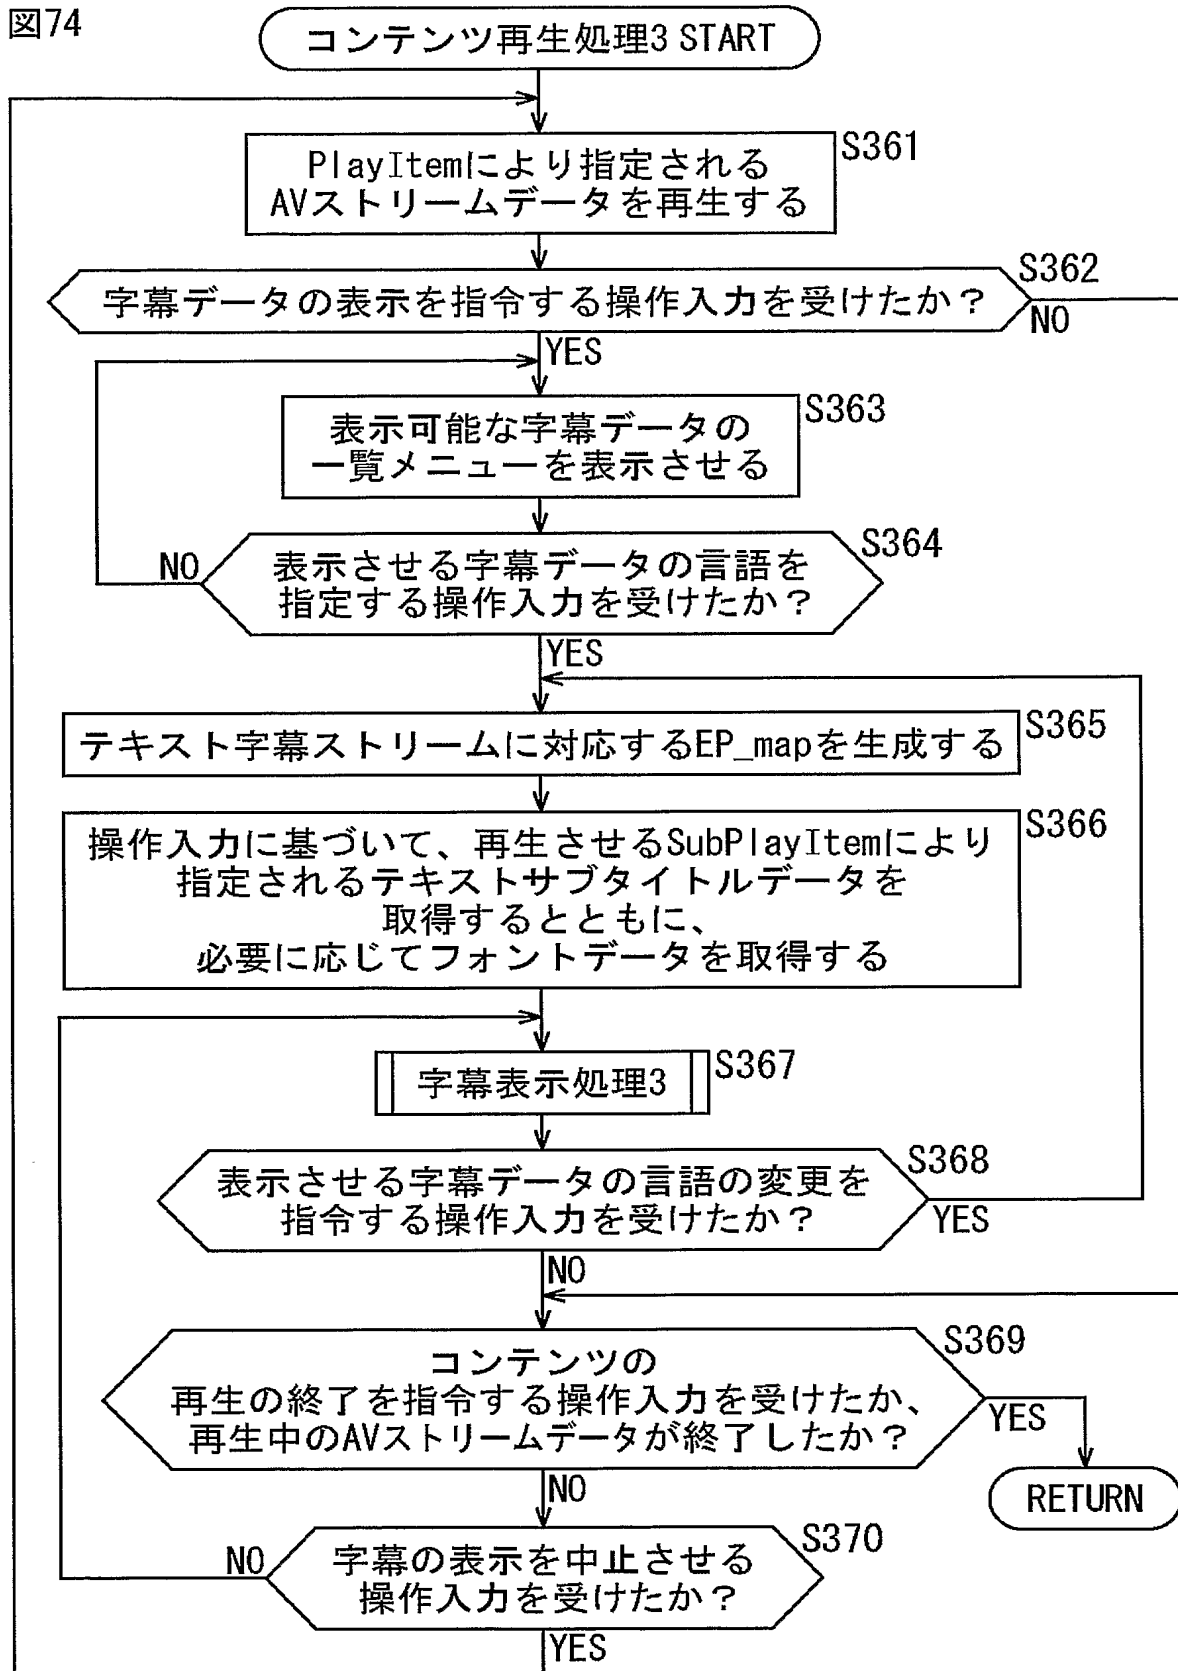 図74
コンテンツ再生処理3 START
S361
PlayItemにより指定される
AVストリームデータを再生する
S362
字幕データの表示を指令する操作入力を受けたか？
NO
YES
S363
表示可能な字幕データの
一覧メニューを表示させる
S364
NO
表示させる字幕データの言語を
指定する操作入力を受けたか？
YES
S365
テキスト字幕ストリームに対応するEP_mapを生成する
S366
操作入力に基づいて、再生させるSubPlayItemにより
指定されるテキストサブタイトルデータを
取得するとともに、
必要に応じてフォントデータを取得する
S367
字幕表示処理3
S368
表示させる字幕データの言語の変更を
指令する操作入力を受けたか？
YES
NO
S369
コンテンツの
再生の終了を指令する操作入力を受けたか、
再生中のAVストリームデータが終了したか？
YES
NO
RETURN
S370
NO
字幕の表示を中止させる
操作入力を受けたか？
YES